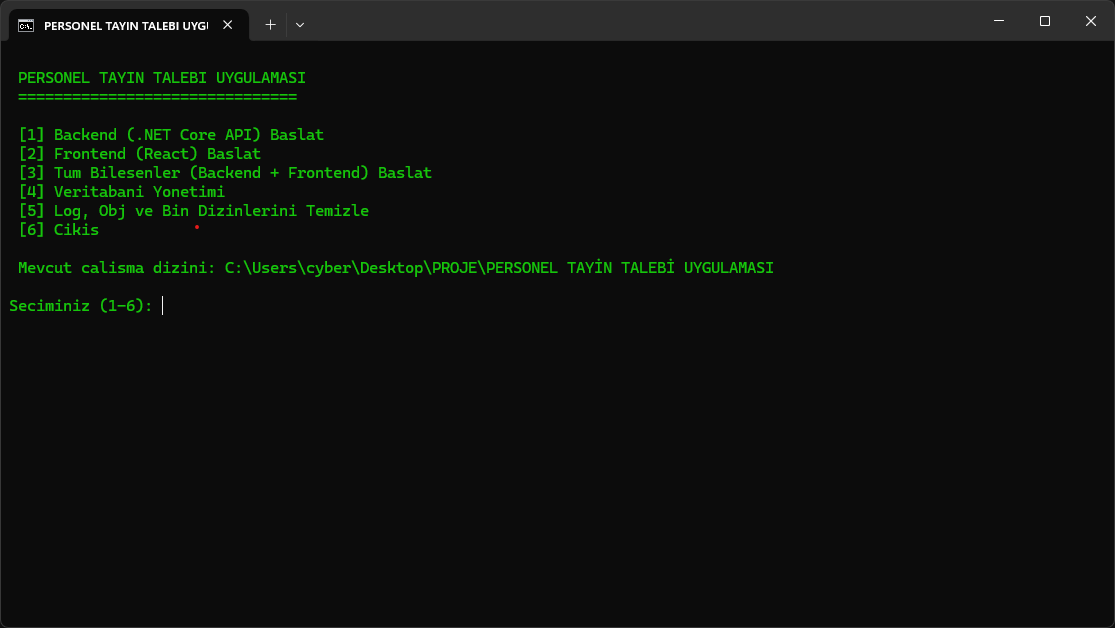 PERSONEL TAYIN TALEBI UYGU
PERSONEL TAYIN TALEBI UYGULAMASI
===============================
[1] Backend (.NET Core API) Baslat
[2] Frontend (React) Baslat
[3] Tum Bilesenler (Backend + Frontend) Baslat
[4] Veritabani Yonetimi
[5] Log, Obj ve Bin Dizinlerini Temizle
[6] Cikis
Mevcut calisma dizini: C:\Users\cyber\Desktop\PROJE\PERSONEL TAYİN TALEBİ UYGULAMASI
Seciminiz (1-6):